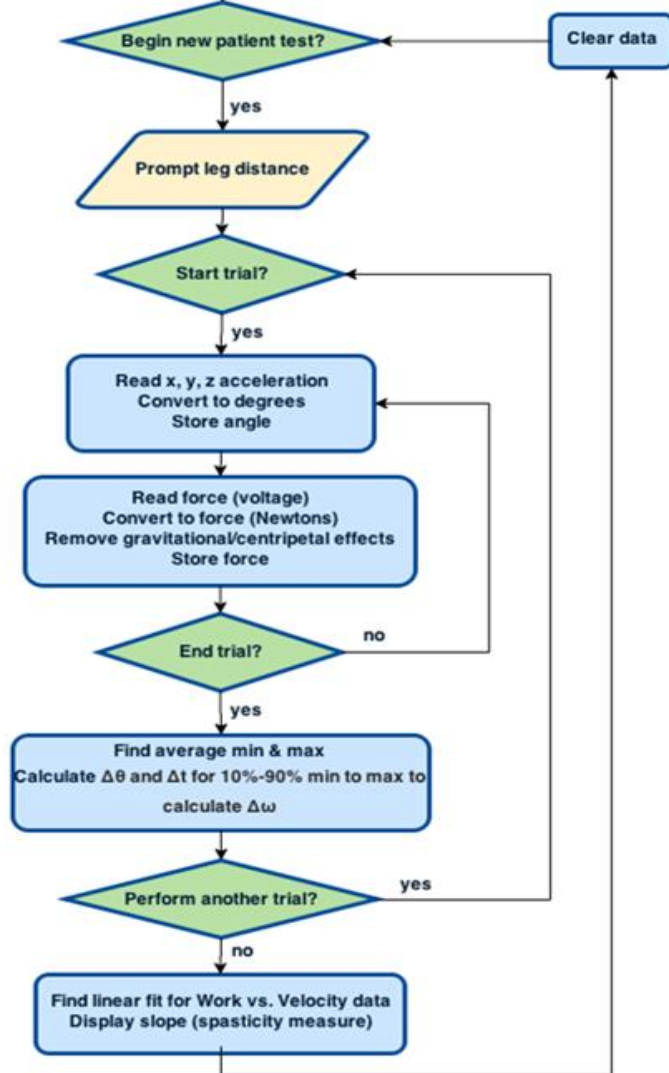 Begin new patient test?
Clear data
yes
Prompt leg distance
Start trial?
yes
Read x, y, z acceleration
Convert to degrees
Store angle
Read force (voltage)
Convert to force (Newtons)
Remove gravitational/centripetal effects
Store force
End trial?
no
yes
Find average min & max
Calculate Δθ and Δt for 10%-90% min to max to
calculate Δω
Perform another trial?
yes
no
Find linear fit for Work vs. Velocity data
Display slope (spasticity measure)